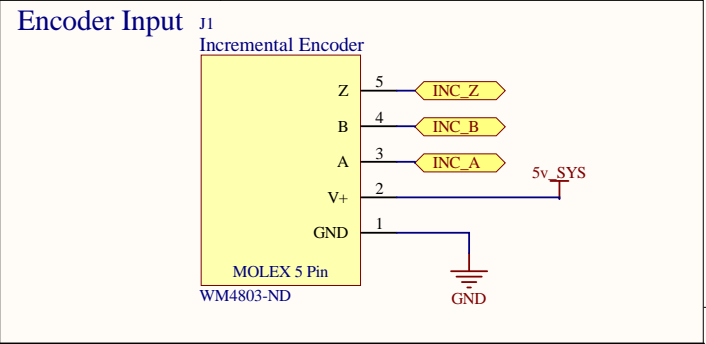 Encoder Input J1
Incremental Encoder
Z 5 INC_Z
B 4 INC_B
A 3 INC_A
5v_SYS
V+ 2
GND 1
MOLEX 5 Pin
WM4803-ND
GND